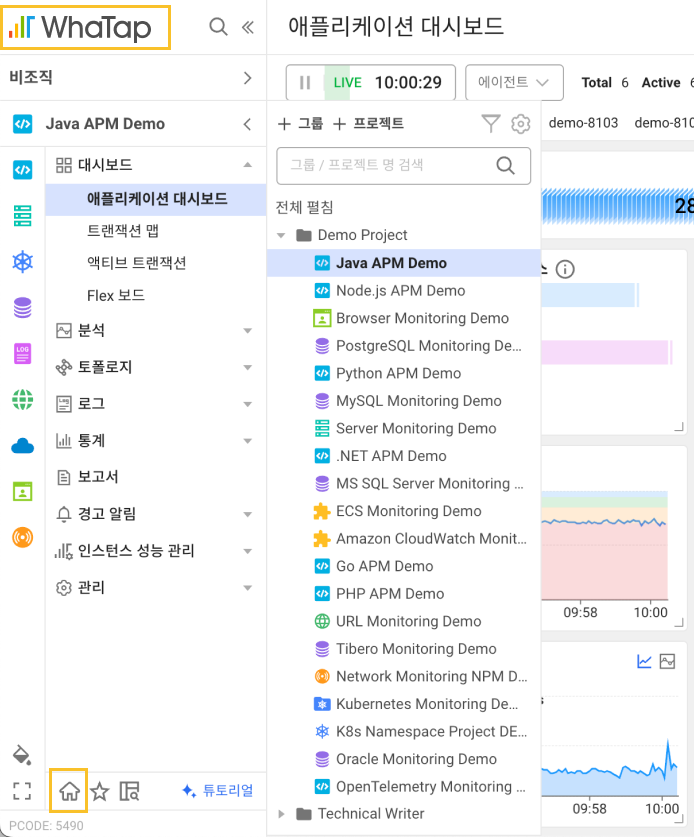 WhaTap
애플리케이션 대시보드
비조직
LIVE 10:00:29 에이전트 Total 6 Active
Java APM Demo
+ 그룹 + 프로젝트
demo-8103
그룹 / 프로젝트 명 검색
전체 펼침
28
대시보드
애플리케이션 대시보드
트랜잭션 맵
액티브 트랜잭션
Flex 보드
분석
토폴로지
로그
통계
보고서
경고 알림
인스턴스 성능 관리
관리
Demo Project
Java APM Demo
Node.js APM Demo
Browser Monitoring Demo
PostgreSQL Monitoring De...
Python APM Demo
MySQL Monitoring Demo
Server Monitoring Demo
.NET APM Demo
MS SQL Server Monitoring ...
ECS Monitoring Demo
Amazon CloudWatch Monit...
Go APM Demo
PHP APM Demo
URL Monitoring Demo
Tibero Monitoring Demo
Network Monitoring NPM D...
Kubernetes Monitoring De...
K8s Namespace Project DE...
Oracle Monitoring Demo
OpenTelemetry Monitoring ...
Technical Writer
LOG
Log
09:58 10:00
09:58 10:00
튜토리얼
PCODE: 5490